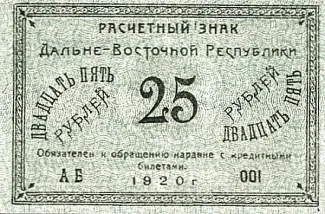 РАСЧЕТНЫЙ ЗНАК
ДАЛЬНЕ-ВОСТОЧНОЙ РЕСПУБЛИКИ
ДВАДЦАТЬ ПЯТЬ
РУБЛЕЙ
25
РУБЛЕЙ
ДВАДЦАТЬ ПЯТЬ
Обязателен к обращению наравне с кредитными
билетами.
АБ
1920 г
001